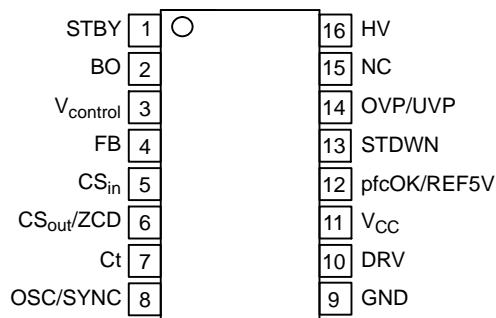 STBY 1 16 HV
BO 2 15 NC
Vcontrol 3 14 OVP/UVP
FB 4 13 STDWN
CSin 5 12 pfcOK/REF5V
CSout/ZCD 6 11 VCC
Ct 7 10 DRV
OSC/SYNC 8 9 GND